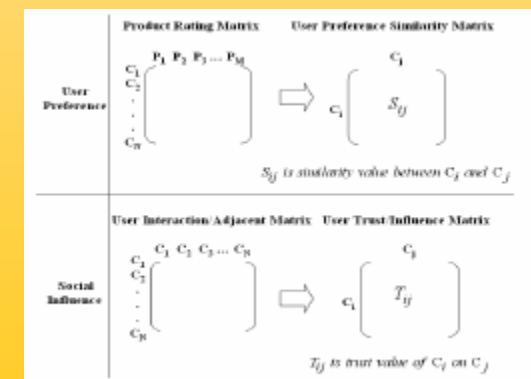 Product Rating Matrix User Preference Similarity Matrix
P1 P2 P3 ... PM
C1
C2
.
.
.
CN
User
Preference
Cj
Ci
Sij
Sij is similarity value between Ci and Cj
User Interaction/Adjacent Matrix User Trust/Influence Matrix
C1 C2 C3 ... CN
C1
C2
.
.
.
CN
Social
Influence
Cj
Ci
Tij
Tij is trust value of Ci on Cj